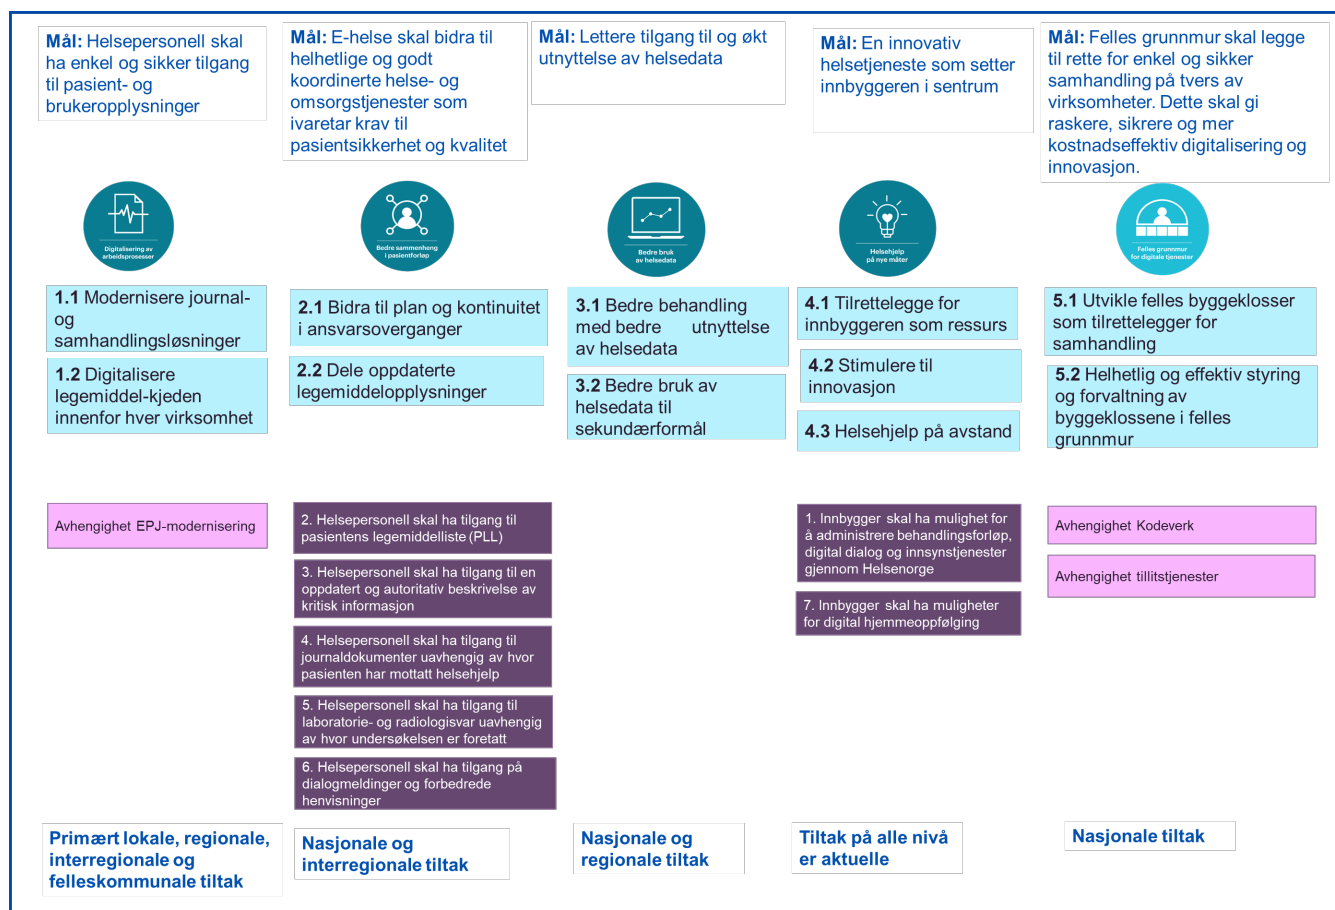 Mål: Helsepersonell skal
ha enkel og sikker tilgang
til pasient- og
brukeropplysninger
Mål: E-helse skal bidra til
helhetlige og godt
koordinerte helse- og
omsorgstjenester som
ivaretar krav til
pasientsikkerhet og kvalitet
Mål: Lettere tilgang til og økt
utnyttelse av helsedata
Mål: En innovativ
helsetjeneste som setter
innbyggeren i sentrum
Mål: Felles grunnmur skal legge
til rette for enkel og sikker
samhandling på tvers av
virksomheter. Dette skal gi
raskere, sikrere og mer
kostnadseffektiv digitalisering og
innovasjon.
Digitalisering av
arbeidsprosesser
Bedre sammenheng
i pasientforløp
Bedre bruk
av helsedata
Helsehjelp
på nye måter
Felles grunnmur
for digitale tjenester
1.1 Modernisere journal-
og
samhandlingsløsninger
1.2 Digitalisere
legemiddel-kjeden
innenfor hver virksomhet
2.1 Bidra til plan og kontinuitet
i ansvarsoverganger
2.2 Dele oppdaterte
legemiddelopplysninger
3.1 Bedre behandling
med bedre utnyttelse
av helsedata
3.2 Bedre bruk av
helsedata til
sekundærformål
4.1 Tilrettelegge for
innbyggeren som ressurs
4.2 Stimulere til
innovasjon
4.3 Helsehjelp på avstand
5.1 Utvikle felles byggeklosser
som tilrettelegger for
samhandling
5.2 Helhetlig og effektiv styring
og forvaltning av
byggeklossene i felles
grunnmur
Avhengighet EPJ-modernisering
2. Helsepersonell skal ha tilgang til
pasientens legemiddelliste (PLL)
3. Helsepersonell skal ha tilgang til en
oppdatert og autoritativ beskrivelse av
kritisk informasjon
4. Helsepersonell skal ha tilgang til
journaldokumenter uavhengig av hvor
pasienten har mottatt helsehjelp
5. Helsepersonell skal ha tilgang til
laboratorie- og radiologisvar uavhengig
av hvor undersøkelsen er foretatt
6. Helsepersonell skal ha tilgang på
dialogmeldinger og forbedrede
henvisninger
1. Innbygger skal ha mulighet for
å administrere behandlingsforløp,
digital dialog og innsynstjenester
gjennom Helsenorge
7. Innbygger skal ha muligheter
for digital hjemmeoppfølging
Avhengighet Kodeverk
Avhengighet tillitstjenester
Primært lokale, regionale,
interregionale og
felleskommunale tiltak
Nasjonale og
interregionale tiltak
Nasjonale og
regionale tiltak
Tiltak på alle nivå
er aktuelle
Nasjonale tiltak